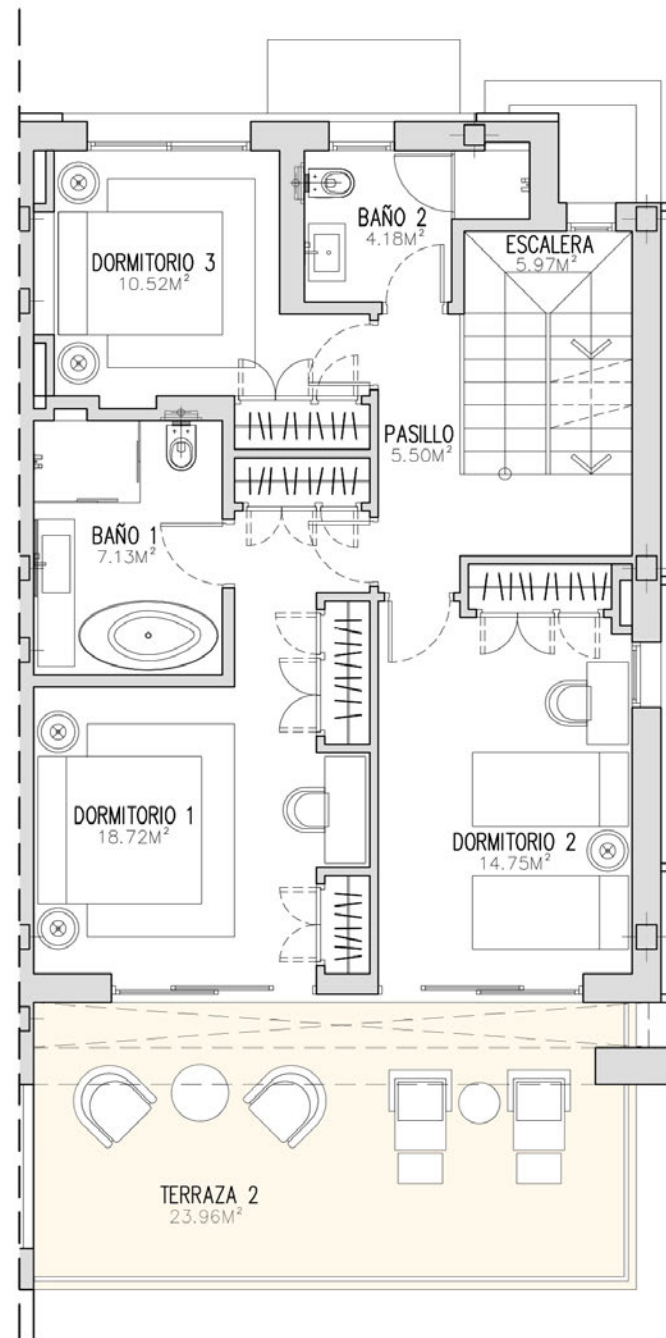 BAÑO 2
4.18M²
ESCALERA
5.97M²
DORMITORIO 3
10.52M²
PASILLO
5.50M²
BAÑO 1
7.13M²
DORMITORIO 1
18.72M²
DORMITORIO 2
14.75M²
TERRAZA 2
23.96M²